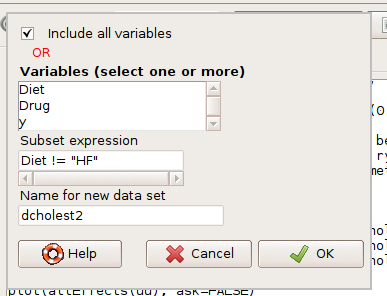 Include all variables
OR
Variables (select one or more)
Diet
Drug
y
Subset expression
Diet != "HF"
Name for new data set
dcholest2
Help
Cancel
OK